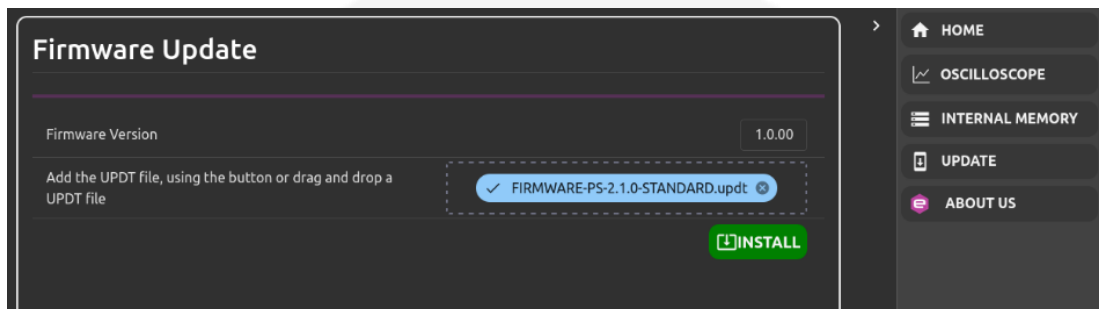 Firmware Update
Firmware Version
1.0.00
Add the UPDT file, using the button or drag and drop a
UPDT file
FIRMWARE-PS-2.1.0-STANDARD.updt
INSTALL
HOME
OSCILLOSCOPE
INTERNAL MEMORY
UPDATE
ABOUT US